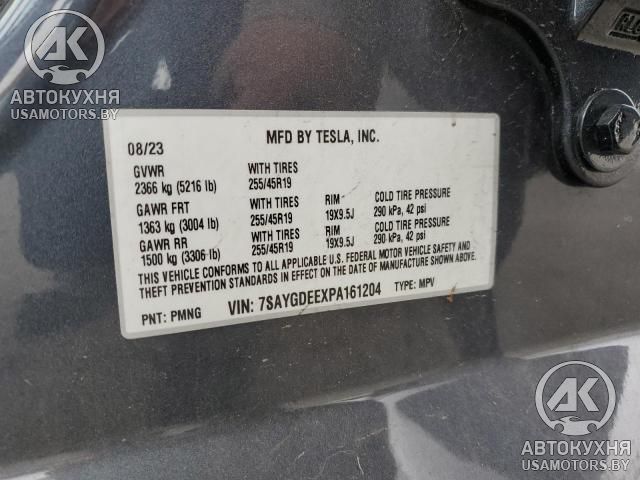 AK
АВТОКУХНЯ
USAMOTORS.BY
08/23 MFD BY TESLA, INC.
GVWR WITH TIRES
2366 kg (5216 lb) 255/45R19
GAWR FRT WITH TIRES RIM COLD TIRE PRESSURE
1363 kg (3004 lb) 255/45R19 19X9.5J 290 kPa, 42 psi
GAWR RR WITH TIRES RIM COLD TIRE PRESSURE
1500 kg (3306 lb) 255/45R19 19X9.5J 290 kPa, 42 psi
THIS VEHICLE CONFORMS TO ALL APPLICABLE U.S. FEDERAL MOTOR VEHICLE SAFETY AND
THEFT PREVENTION STANDARDS IN EFFECT ON THE DATE OF MANUFACTURE SHOWN ABOVE.
PNT: PMNG VIN: 7SAYGDEEXPA161204 TYPE: MPV
AK
АВТОКУХНЯ
USAMOTORS.BY